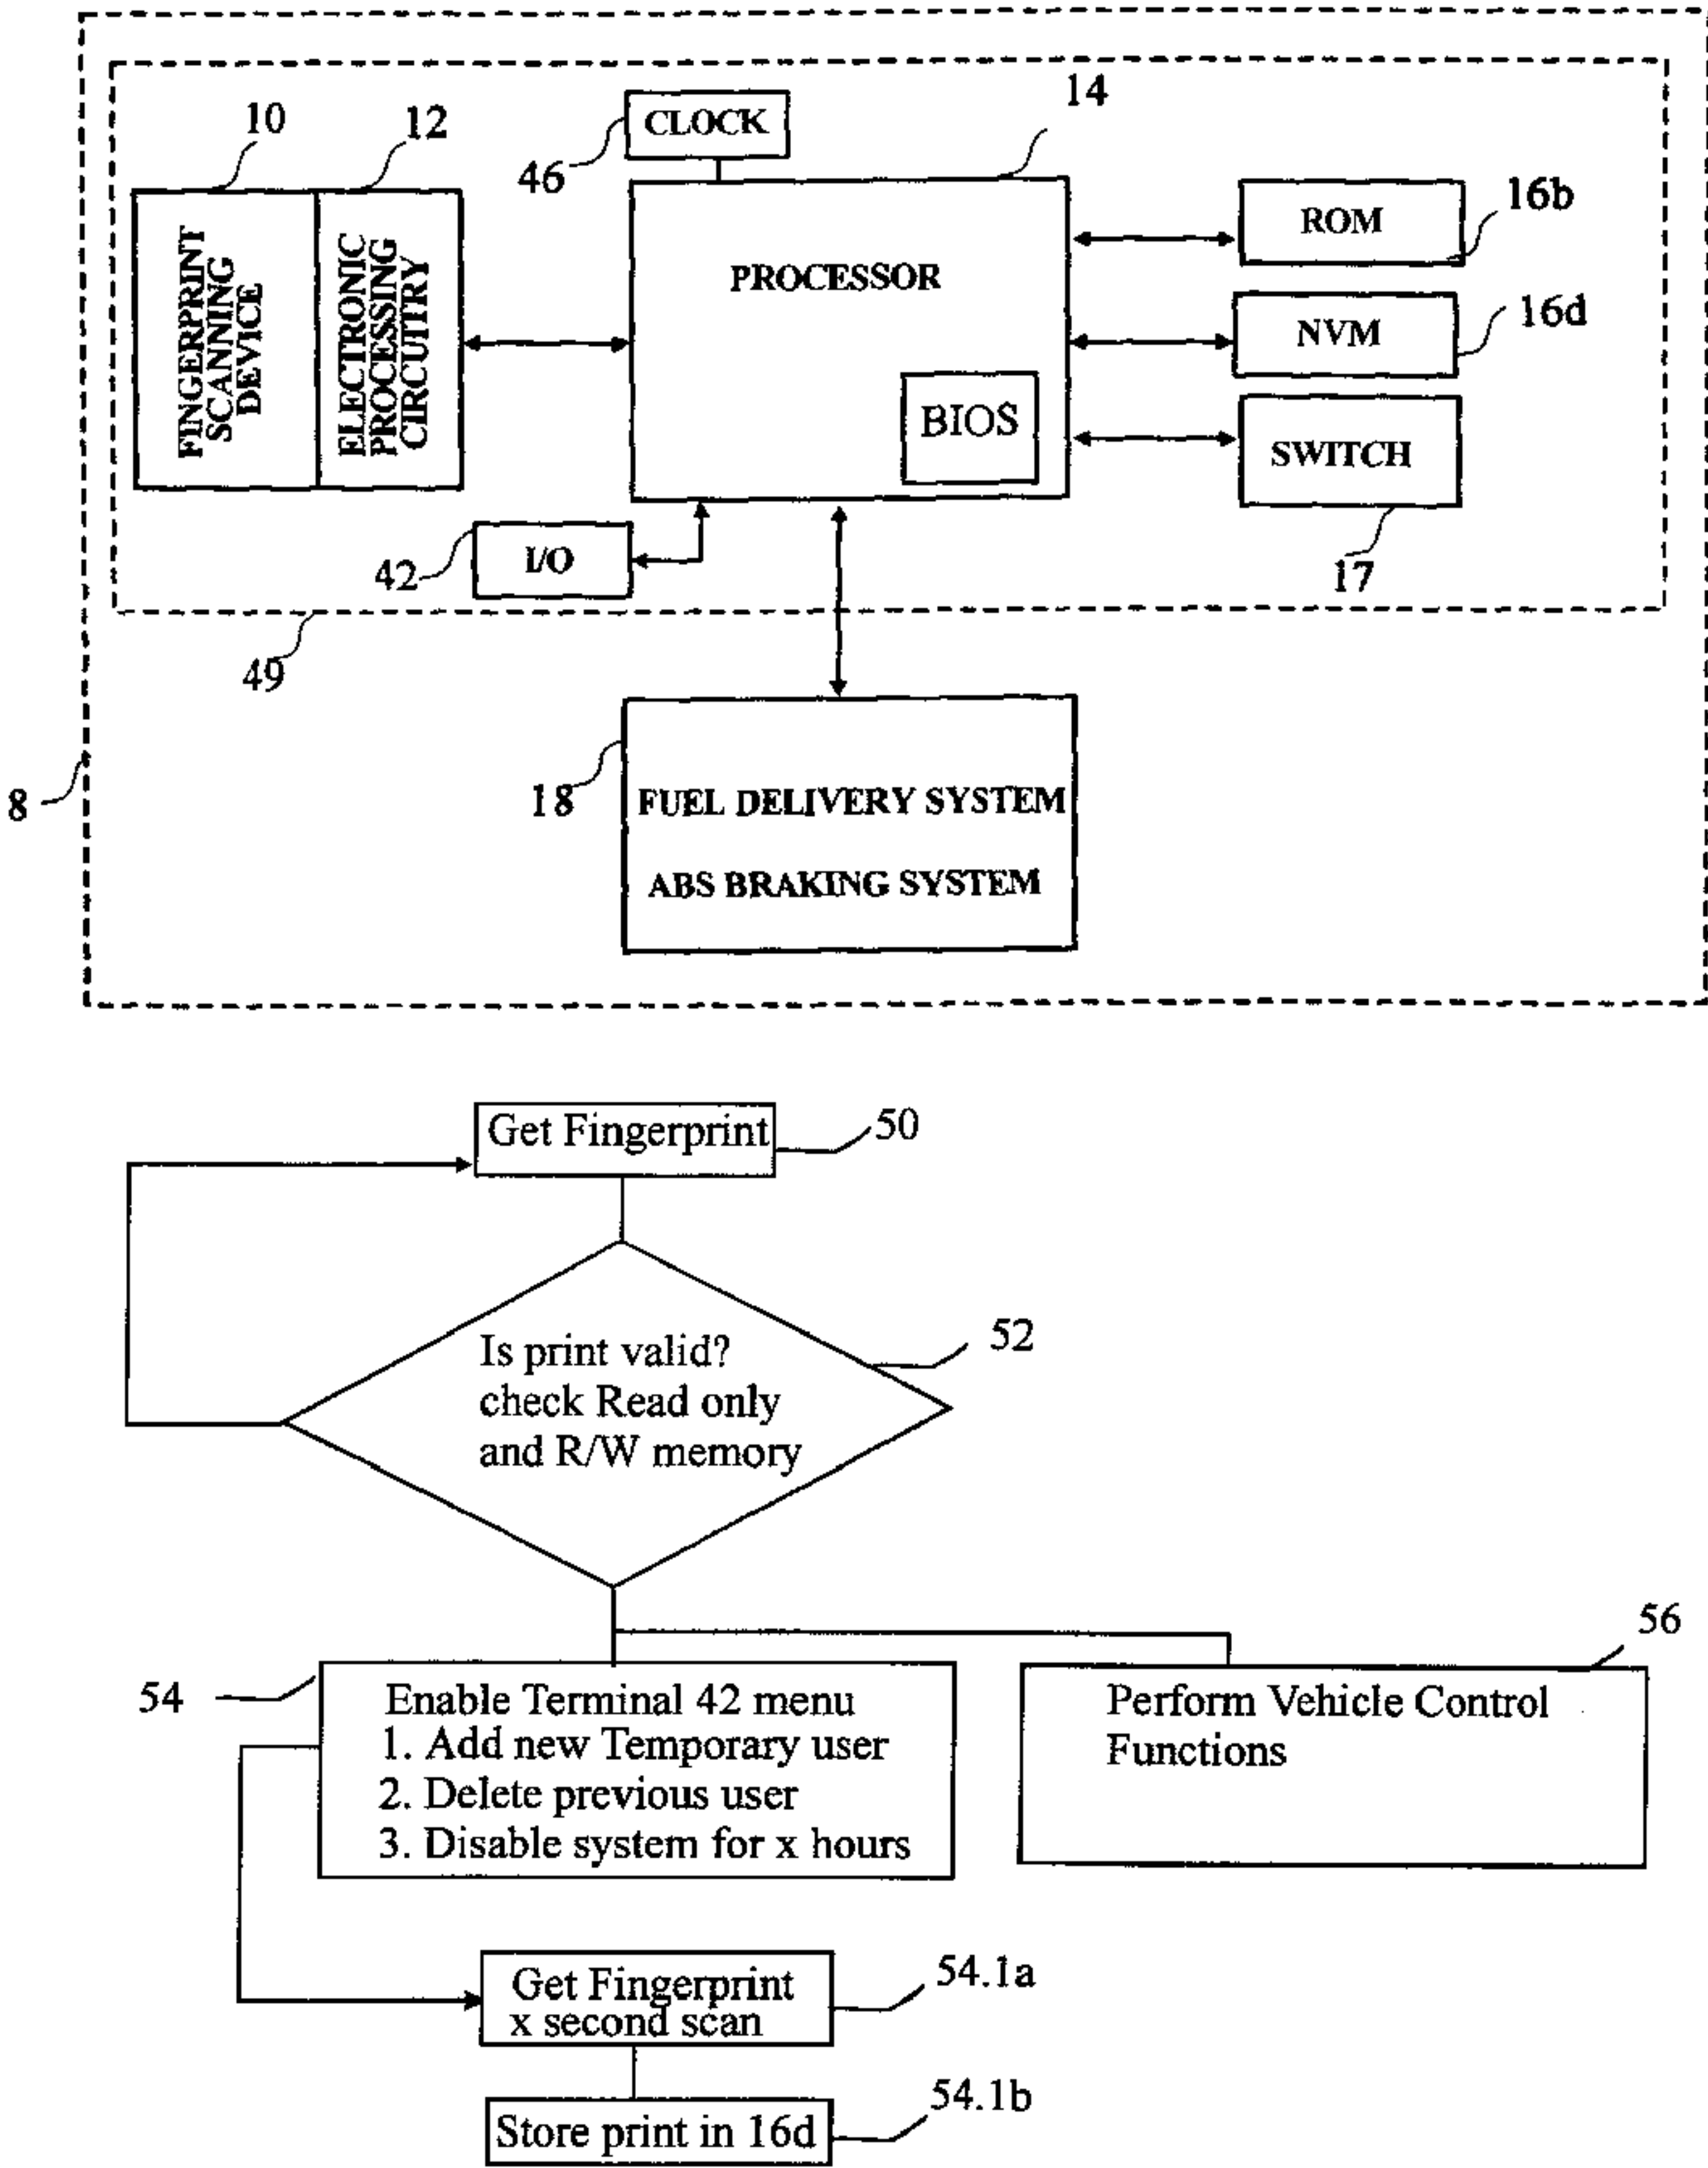 10
12
CLOCK
46
14
FINGERPRINT
SCANNING
DEVICE
ELECTRONIC
PROCESSING
CIRCUITRY
PROCESSOR
BIOS
ROM
16b
NVM
16d
SWITCH
17
I/O
42
49
8
18
FUEL DELIVERY SYSTEM
ABS BRAKING SYSTEM
Get Fingerprint
50
Is print valid?
check Read only
and R/W memory
52
54
Enable Terminal 42 menu
1. Add new Temporary user
2. Delete previous user
3. Disable system for x hours
56
Perform Vehicle Control
Functions
Get Fingerprint
x second scan
54.1a
Store print in 16d
54.1b